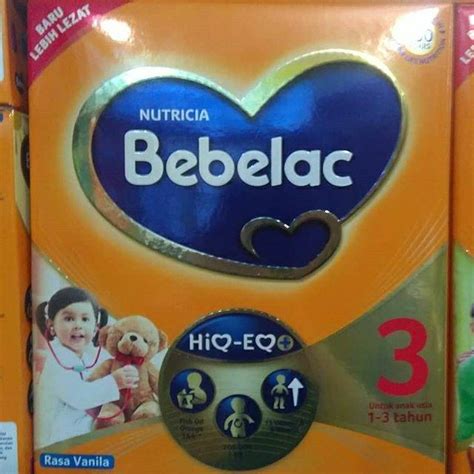 BARU
LEBIH LEZAT
NUTRICIA
Bebelac
HiQ-EQ+
3
Untuk anak usia
1-3 tahun
Rasa Vanila